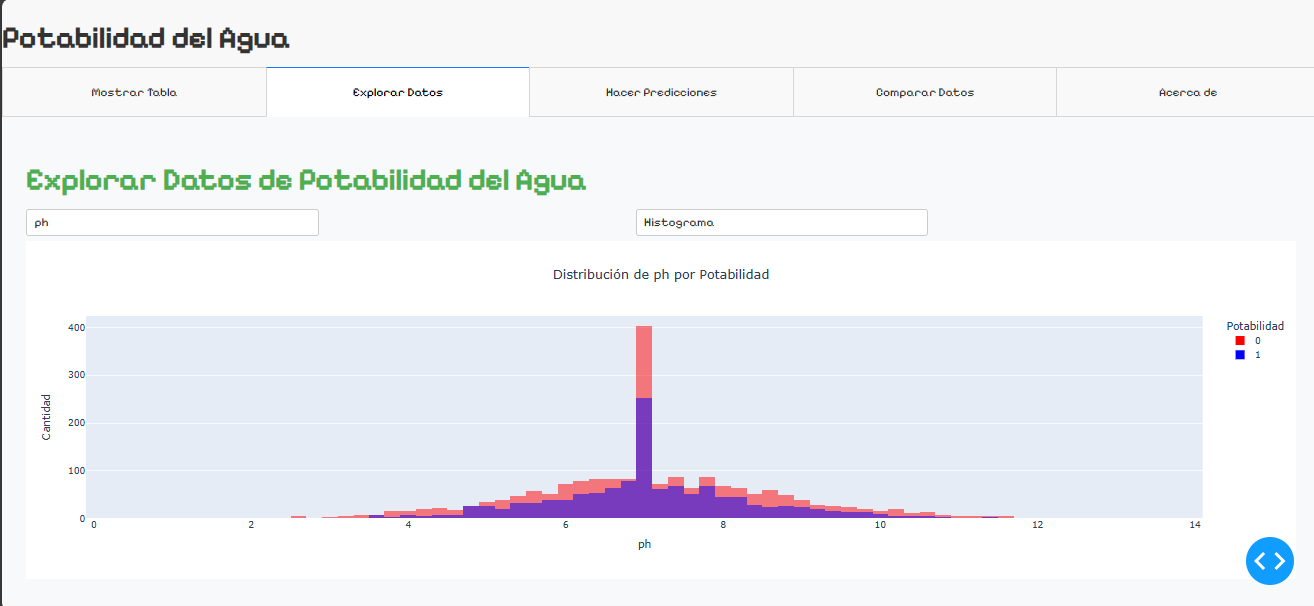 Potabilidad del Agua
Mostrar Tabla
Explorar Datos
Hacer Predicciones
Comparar Datos
Acerca de
Explorar Datos de Potabilidad del Agua
ph
Histograma
Distribución de ph por Potabilidad
Potabilidad
0
1
400
300
200
100
0
Cantidad
0 2 4 6 8 10 12 14
ph